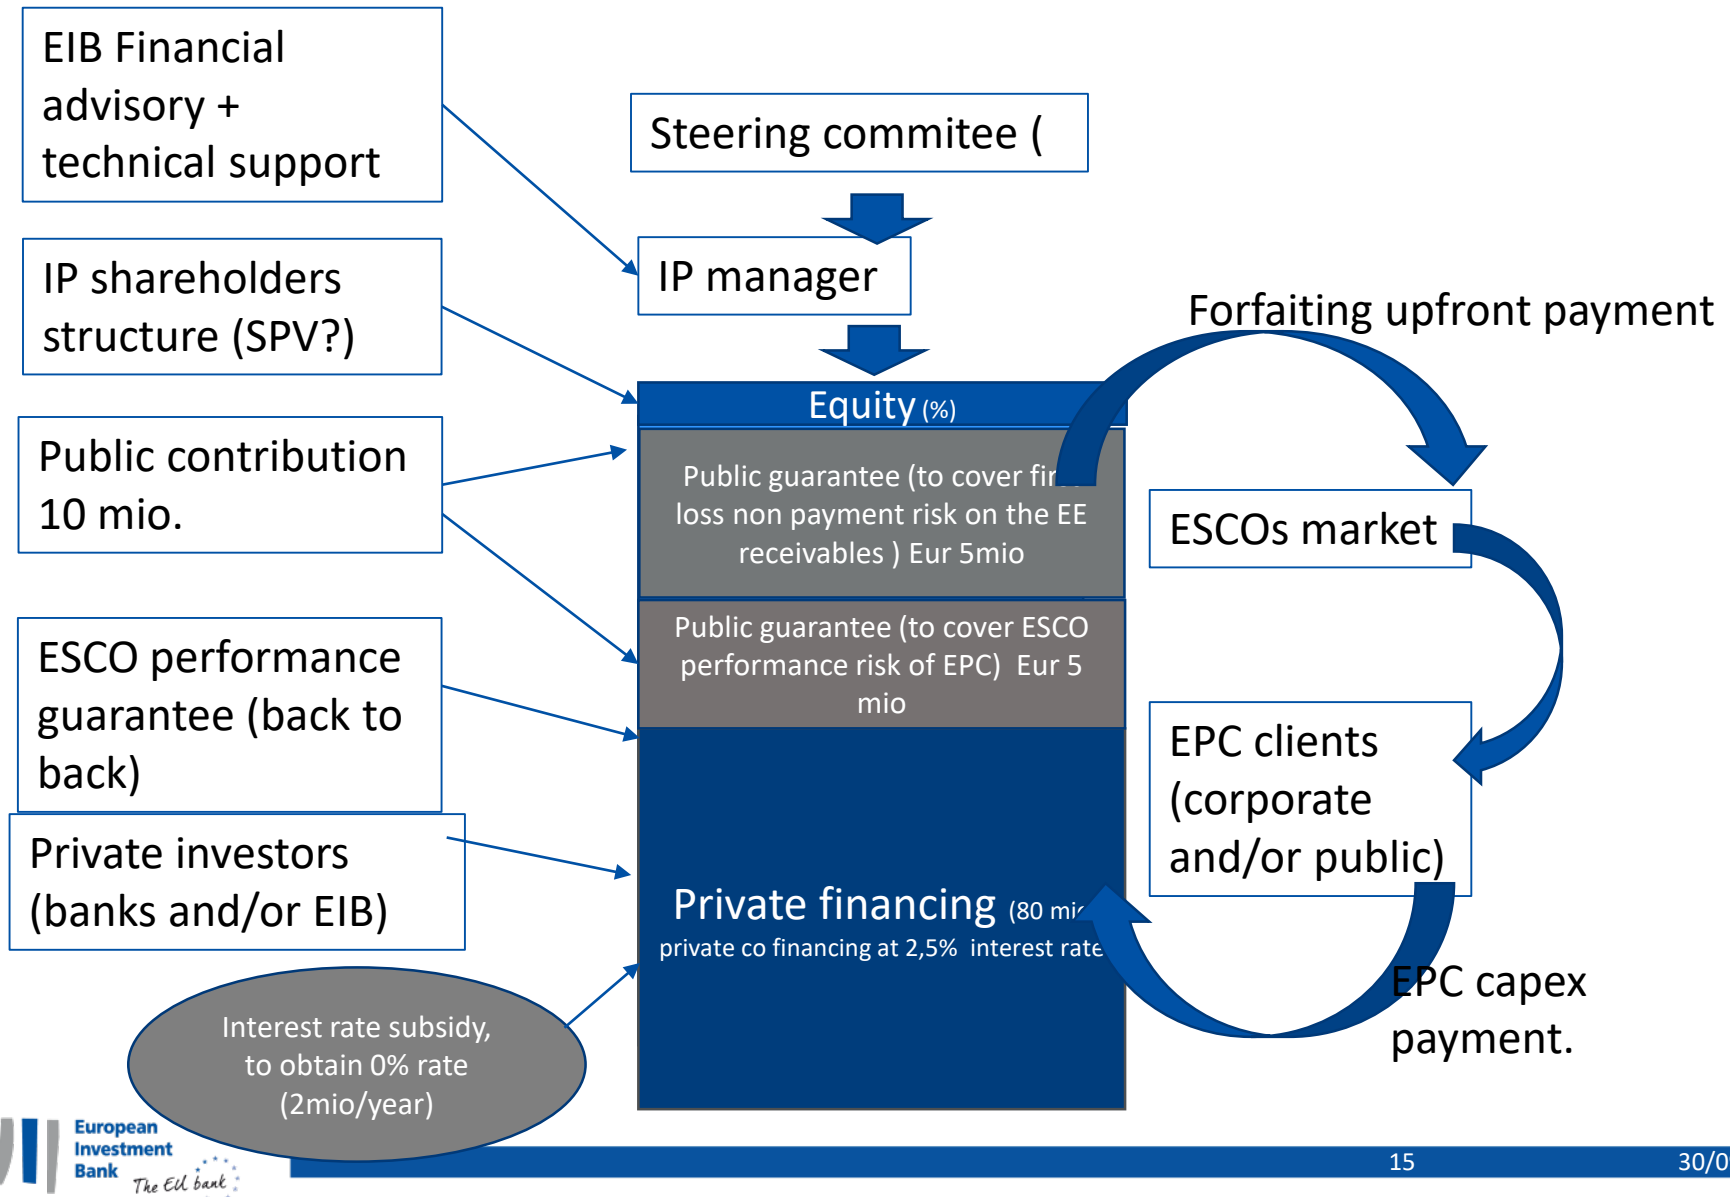 EIB Financial
advisory +
technical support
Steering commitee (
IP shareholders
structure (SPV?)
IP manager
Forfaiting upfront payment
Public contribution
10 mio.
Equity (%)
Public guarantee (to cover first
loss non payment risk on the EE
receivables ) Eur 5mio
ESCOs market
Public guarantee (to cover ESCO
performance risk of EPC) Eur 5
mio
ESCO performance
guarantee (back to
back)
EPC clients
(corporate
and/or public)
Private investors
(banks and/or EIB)
Private financing (80 mio
private co financing at 2,5% interest rate
EPC capex
payment.
Interest rate subsidy,
to obtain 0% rate
(2mio/year)
European
Investment
Bank
The EU bank
15
30/0